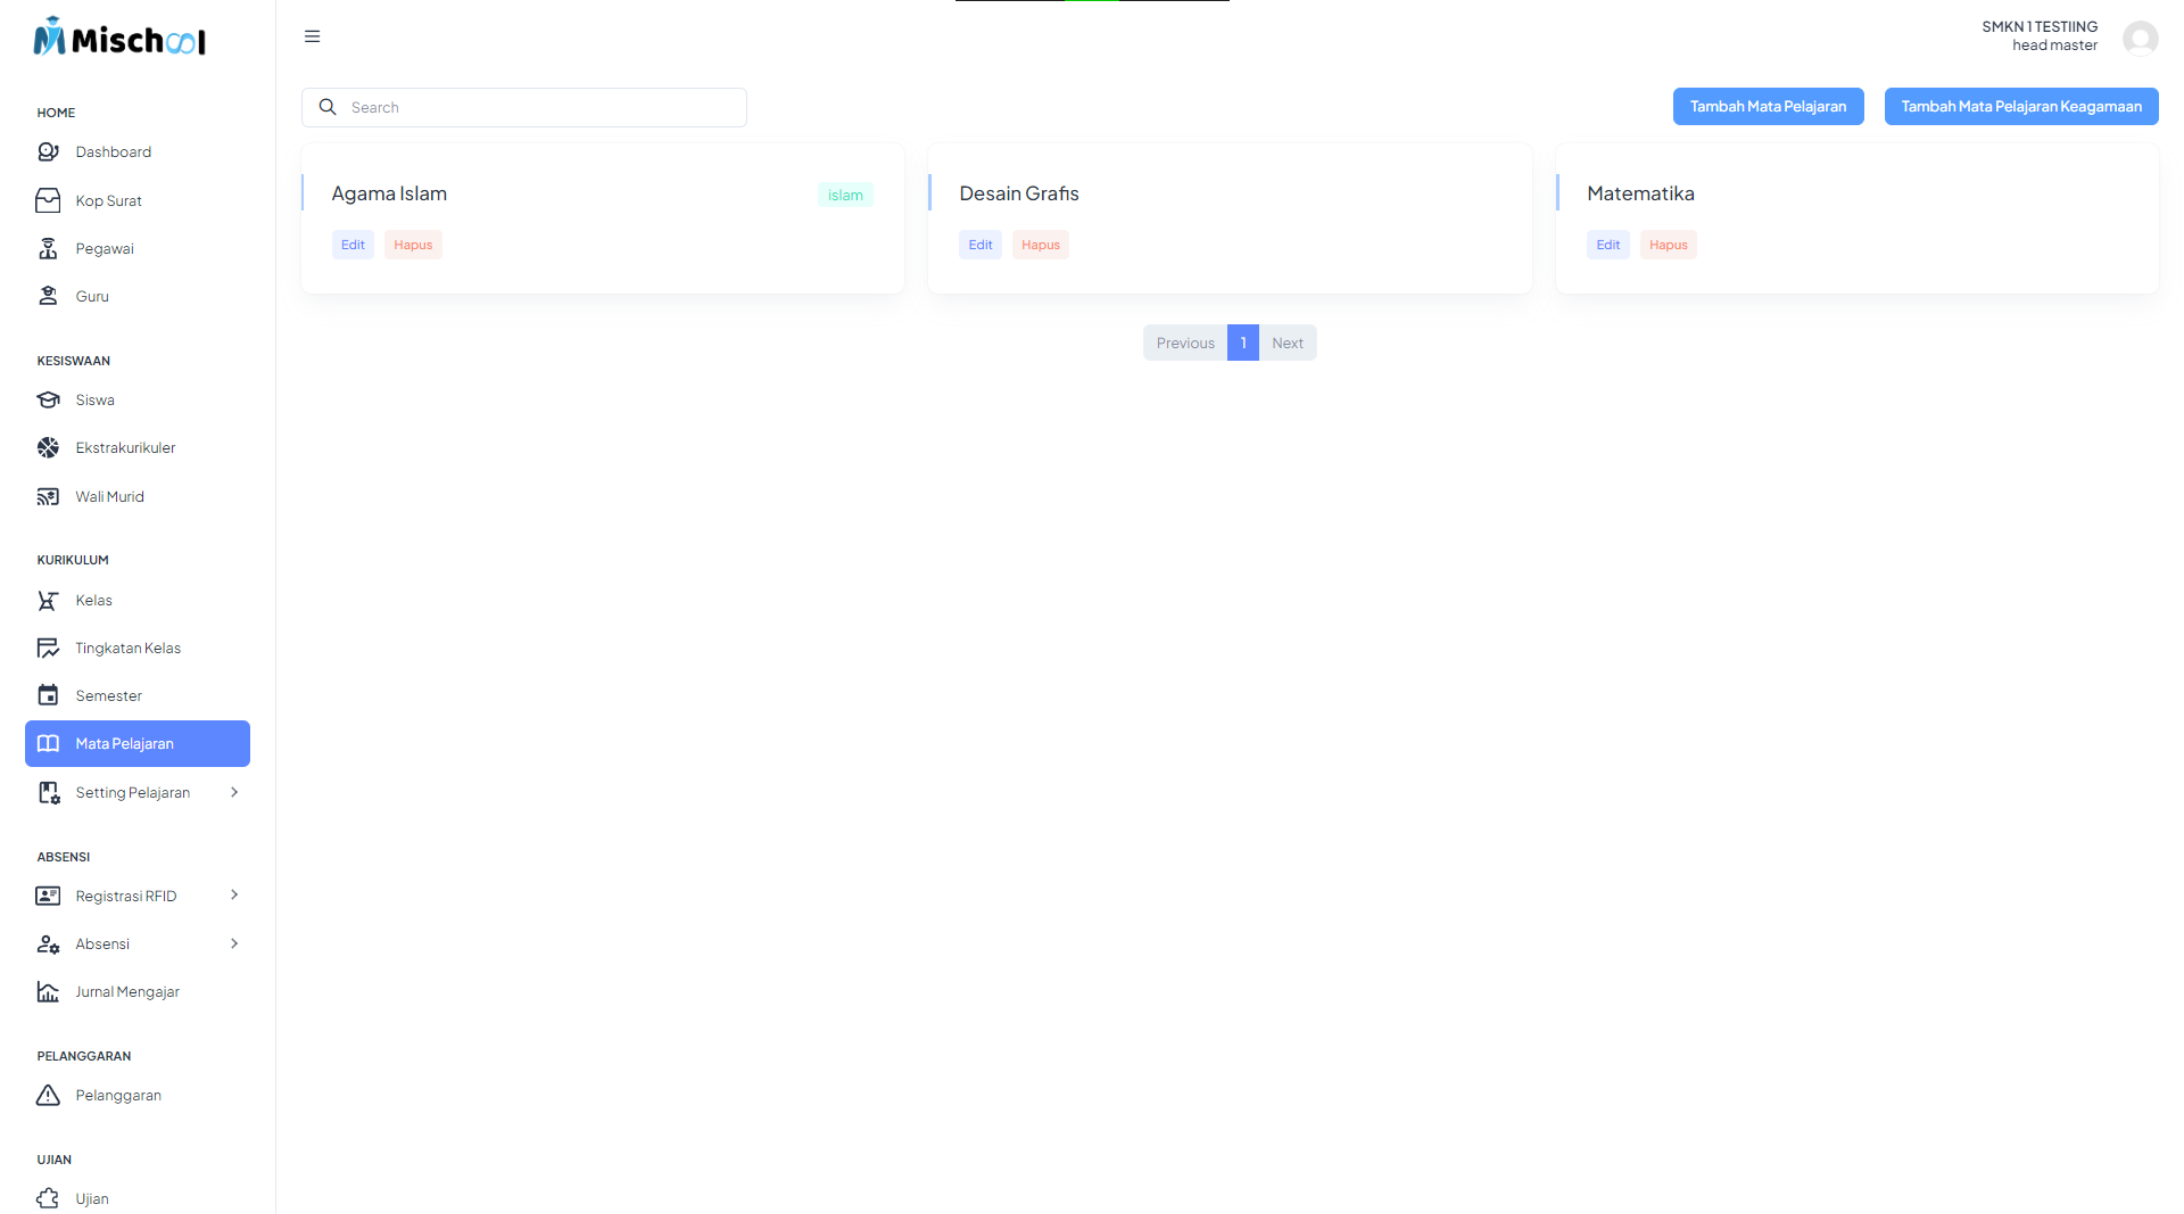 Mischool
SMKN 1 TESTIING
head master
Search
Tambah Mata Pelajaran
Tambah Mata Pelajaran Keagamaan
HOME
Dashboard
Kop Surat
Pegawai
Guru
KESISWAAN
Siswa
Ekstrakurikuler
Wali Murid
KURIKULUM
Kelas
Tingkatan Kelas
Semester
Mata Pelajaran
Setting Pelajaran
ABSENSI
Registrasi RFID
Absensi
Jurnal Mengajar
PELANGGARAN
Pelanggaran
UJIAN
Ujian
Agama Islam
islam
Edit Hapus
Desain Grafis
Edit Hapus
Matematika
Edit Hapus
Previous 1 Next